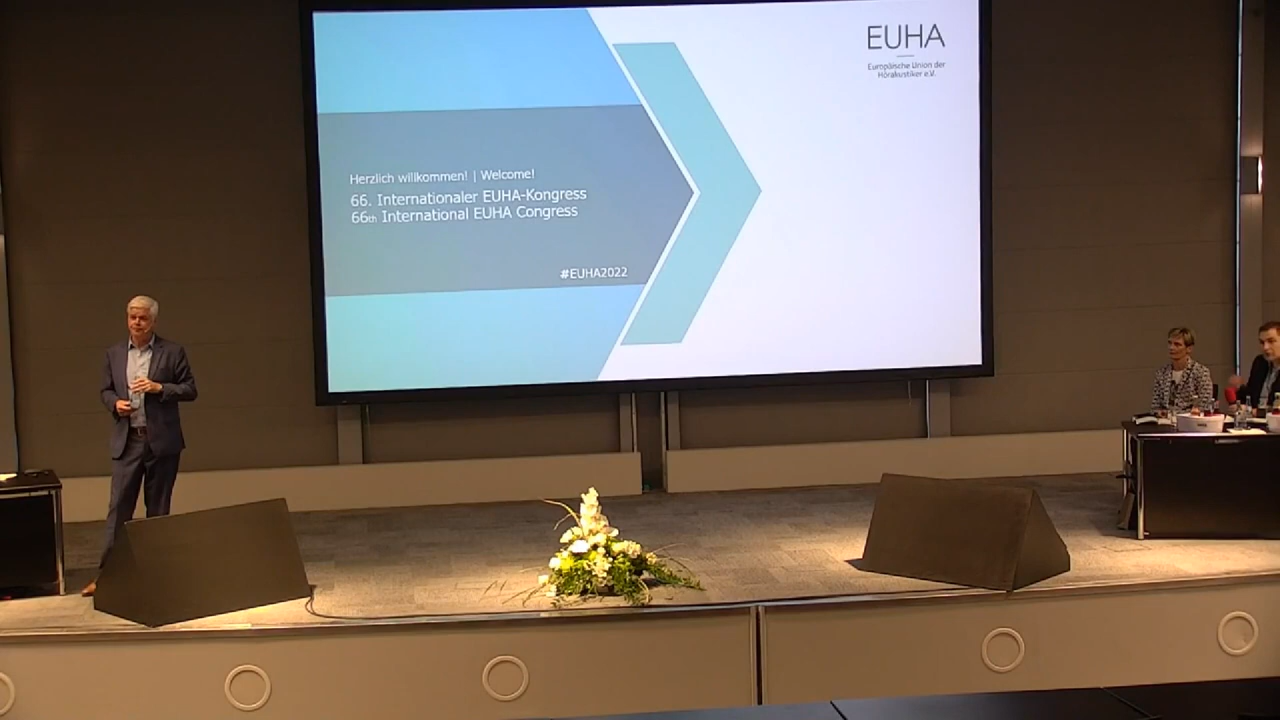 EUHA
Europäische Union der
Hörakustiker e.V.
Herzlich willkommen! | Welcome!
66. Internationaler EUHA-Kongress
66th International EUHA Congress
#EUHA2022